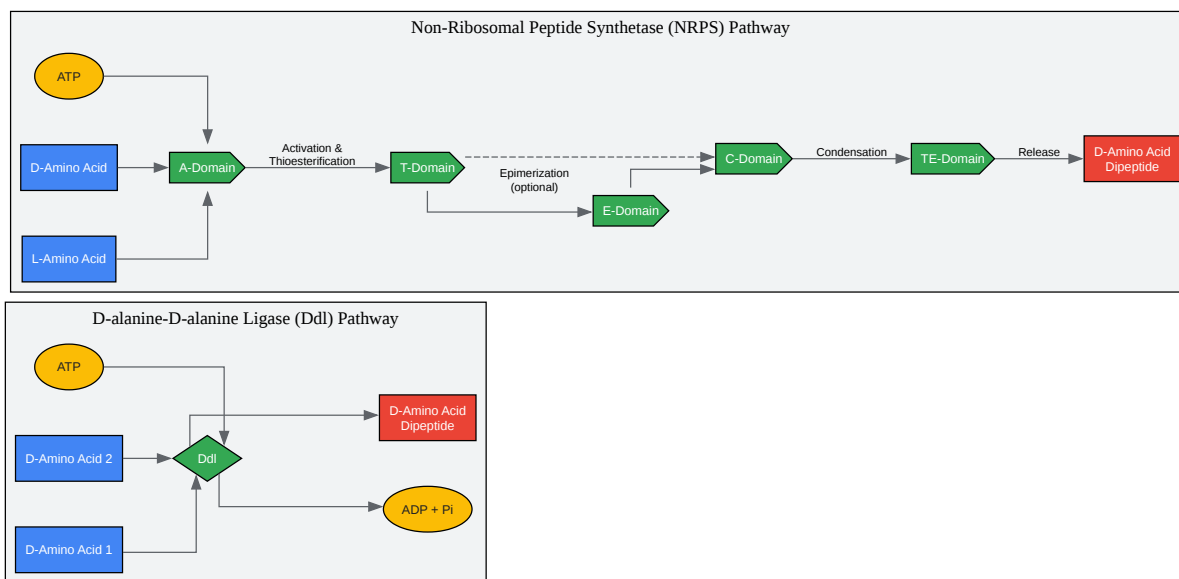 Non-Ribosomal Peptide Synthetase (NRPS) Pathway
ATP
D-Amino Acid
L-Amino Acid
A-Domain
Activation &
Thioesterification
T-Domain
Epimerization
(optional)
E-Domain
C-Domain
Condensation
TE-Domain
Release
D-Amino Acid
Dipeptide
D-alanine-D-alanine Ligase (Ddl) Pathway
ATP
D-Amino Acid 2
D-Amino Acid 1
Ddl
D-Amino Acid
Dipeptide
ADP + Pi